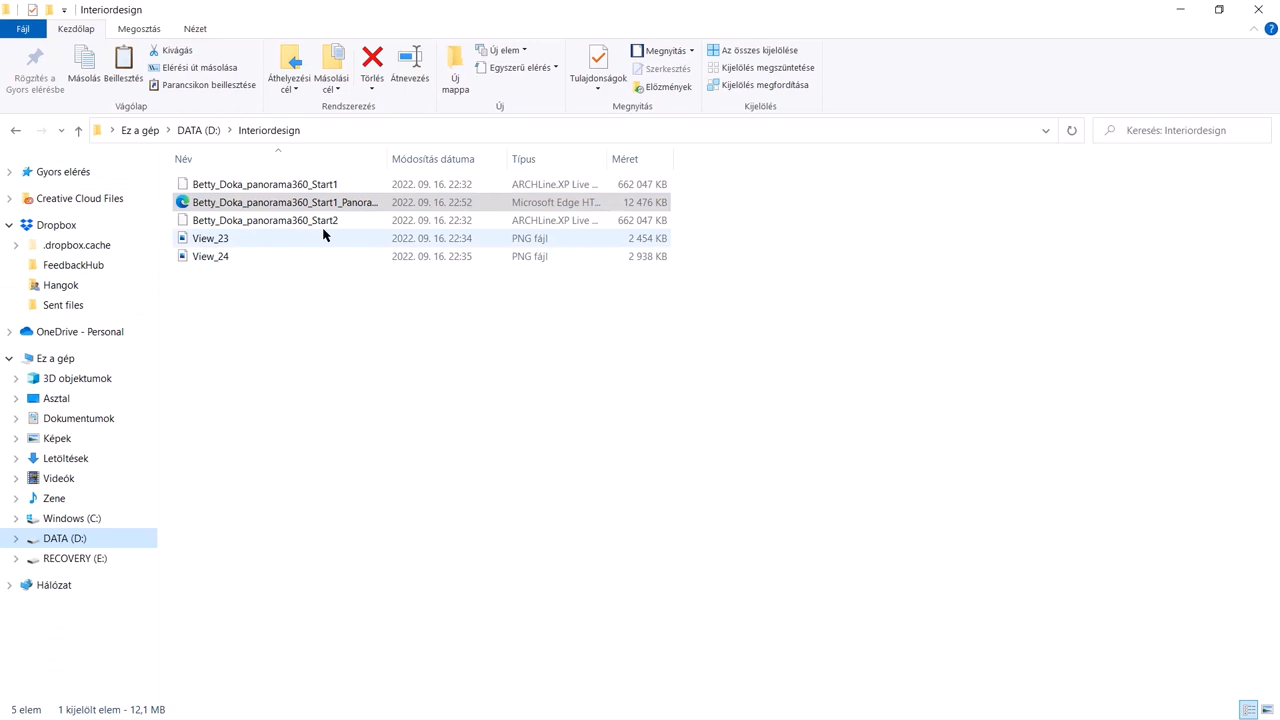 Interiordesign
Fájl Kezdőlap Megosztás Nézet
Rögzítés a Gyors elérésbe
Másolás
Beillesztés
Kivágás
Elérési út másolása
Parancsikon beillesztése
Vágólap
Áthelyezési cél
Másolási cél
Törlés
Átnevezés
Rendszerezés
Új mappa
Új elem
Egyszerű elérés
Új
Tulajdonságok
Megnyitás
Szerkesztés
Előzmények
Megnyitás
Az összes kijelölése
Kijelölés megszüntetése
Kijelölés megfordítása
Kijelölés
Ez a gép > DATA (D:) > Interiordesign
Keresés: Interiordesign
Gyors elérés
Creative Cloud Files
Dropbox
.dropbox.cache
FeedbackHub
Hangok
Sent files
OneDrive - Personal
Ez a gép
3D objektumok
Asztal
Dokumentumok
Képek
Letöltések
Videók
Zene
Windows (C:)
DATA (D:)
RECOVERY (E:)
Hálózat
Név Módosítás dátuma Típus Méret
Betty_Doka_panorama360_Start1 2022. 09. 16. 22:32 ARCHLine.XP Live ... 662 047 KB
Betty_Doka_panorama360_Start1_Panora... 2022. 09. 16. 22:52 Microsoft Edge HT... 12 476 KB
Betty_Doka_panorama360_Start2 2022. 09. 16. 22:32 ARCHLine.XP Live ... 662 047 KB
View_23 2022. 09. 16. 22:34 PNG fájl 2 454 KB
View_24 2022. 09. 16. 22:35 PNG fájl 2 938 KB
5 elem 1 kijelölt elem - 12,1 MB